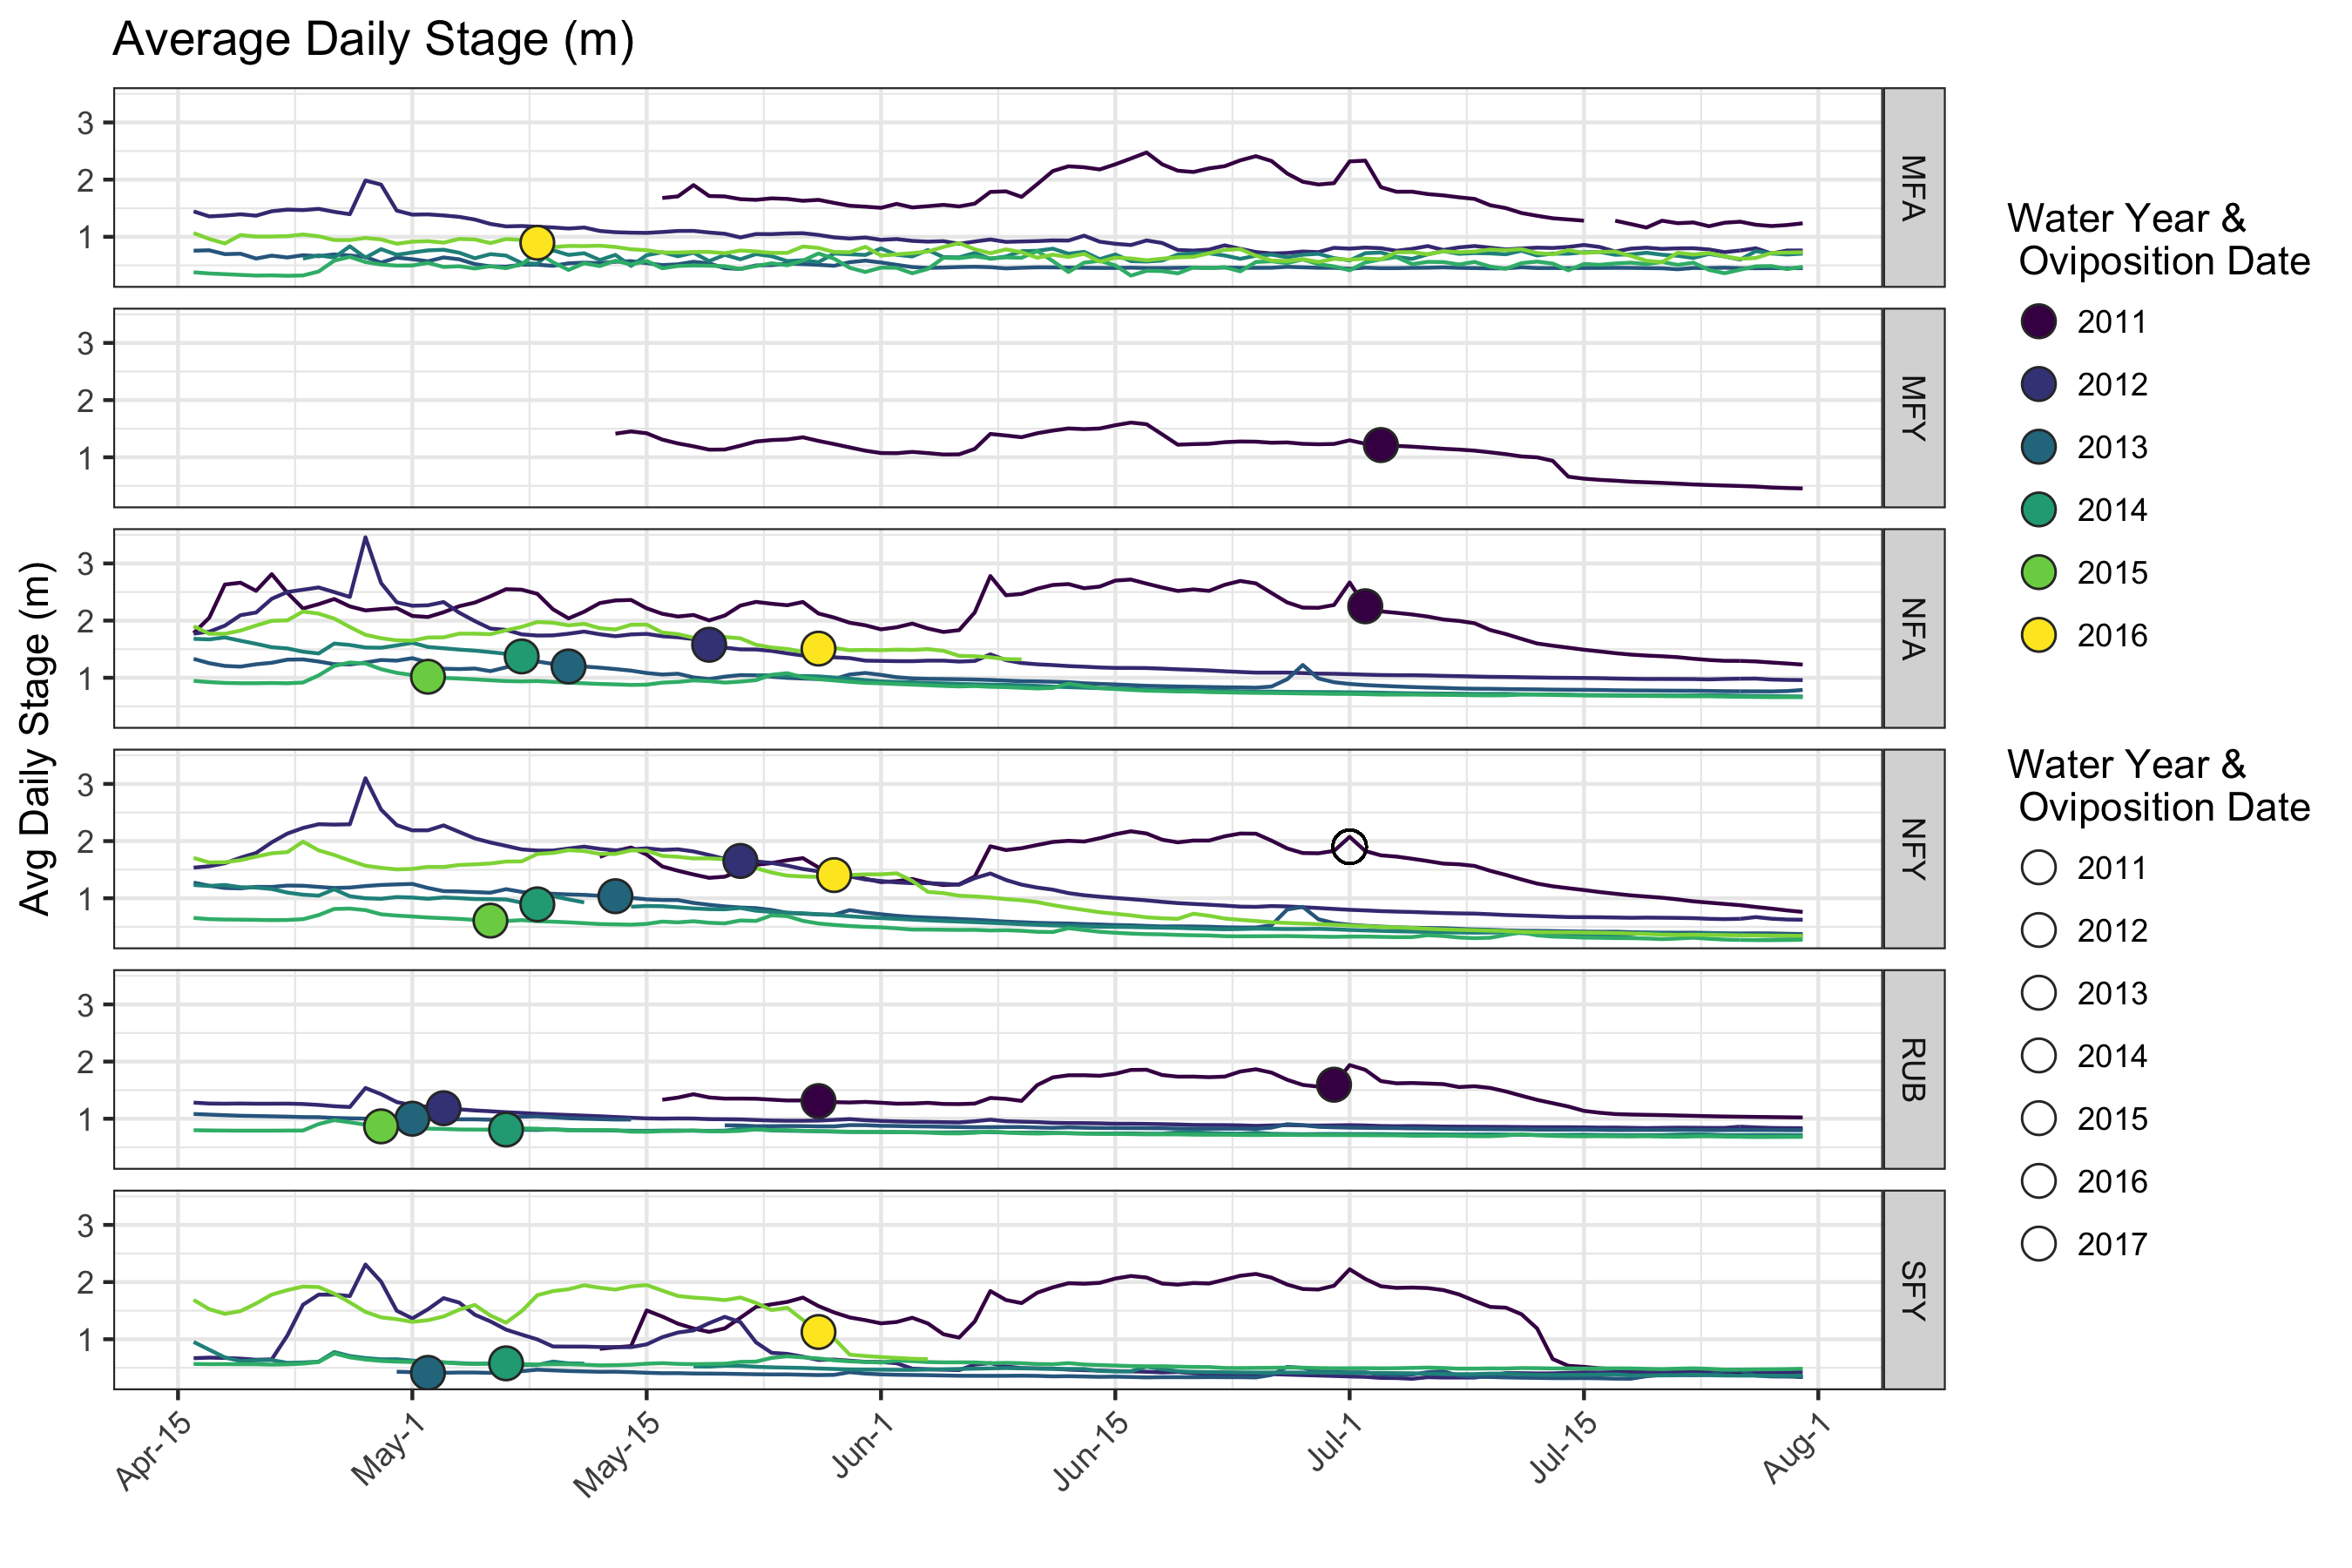 Average Daily Stage (m)
Avg Daily Stage (m)
3
2
1
MFA
3
2
1
MFY
3
2
1
NFA
3
2
1
NFY
3
2
1
RUB
3
2
1
SFY
Apr-15
May-1
May-15
Jun-1
Jun-15
Jul-1
Jul-15
Aug-1
Water Year &
Oviposition Date
2011
2012
2013
2014
2015
2016
Water Year &
Oviposition Date
2011
2012
2013
2014
2015
2016
2017